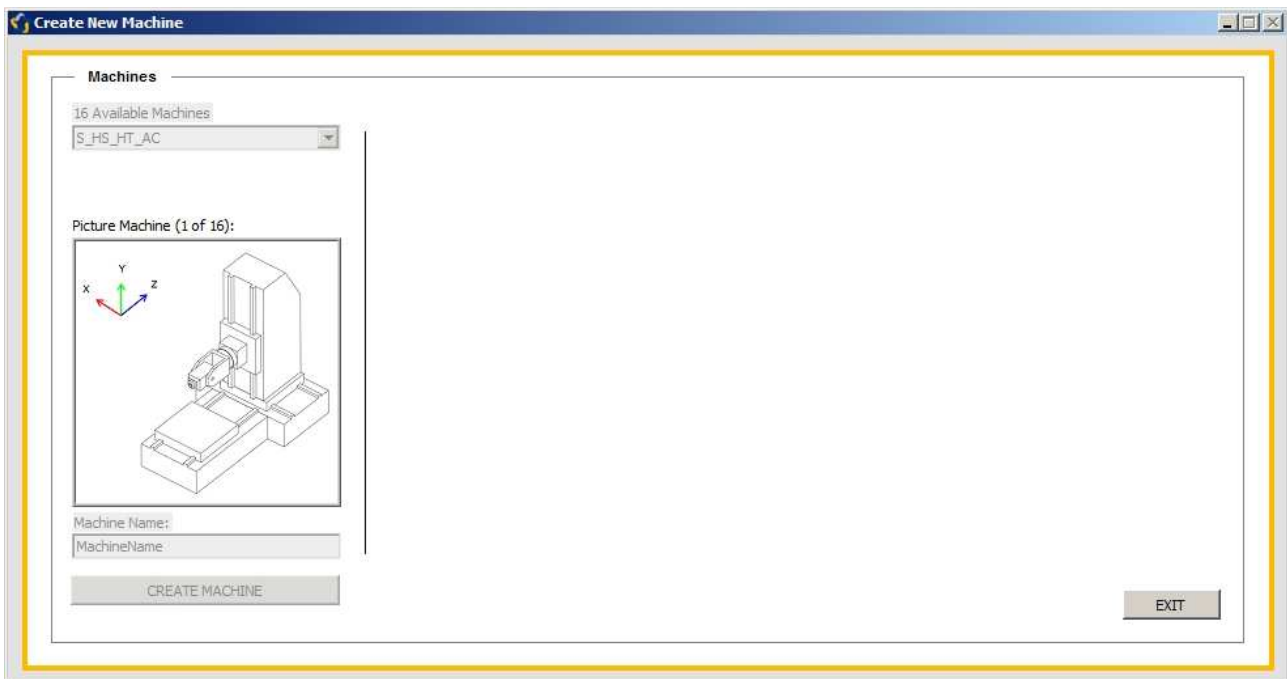 Create New Machine
Machines
16 Available Machines
S_HS_HT_AC
Picture Machine (1 of 16):
Y
X
Z
Machine Name:
MachineName
CREATE MACHINE
EXIT